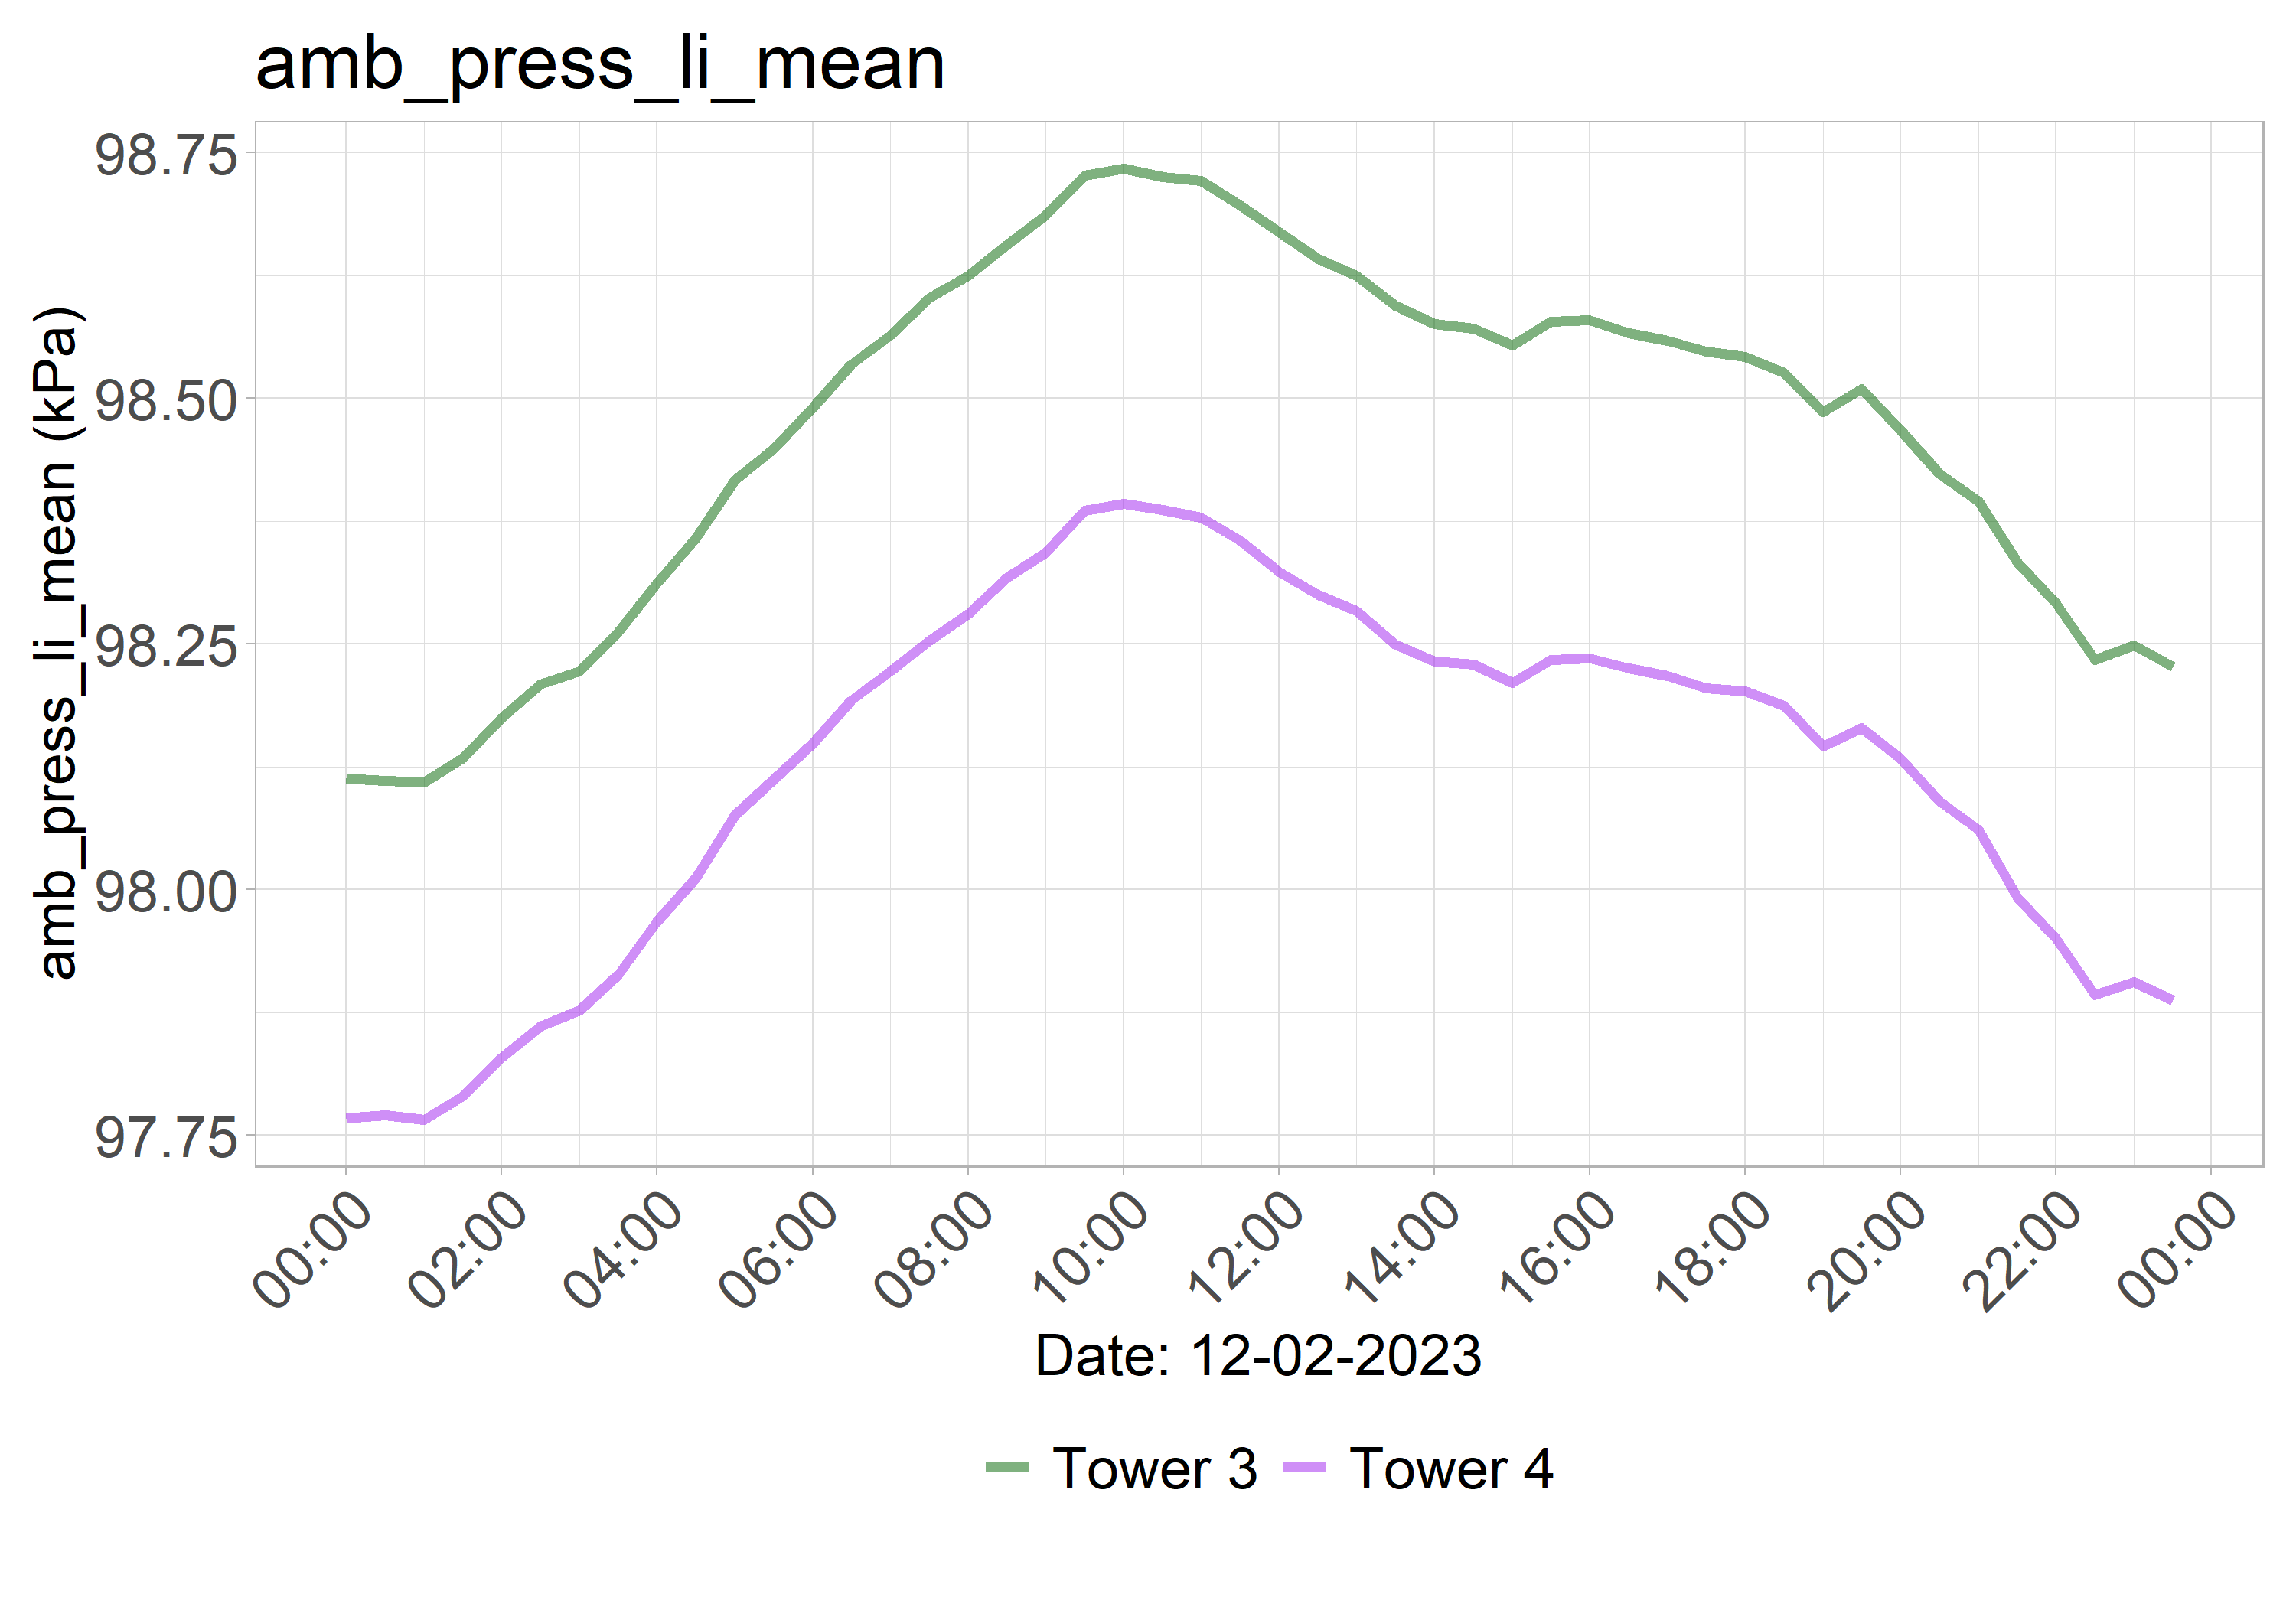 amb_press_li_mean
amb_press_li_mean (kPa)
98.75
98.50
98.25
98.00
97.75
00:00 02:00 04:00 06:00 08:00 10:00 12:00 14:00 16:00 18:00 20:00 22:00 00:00
Date: 12-02-2023
Tower 3 Tower 4